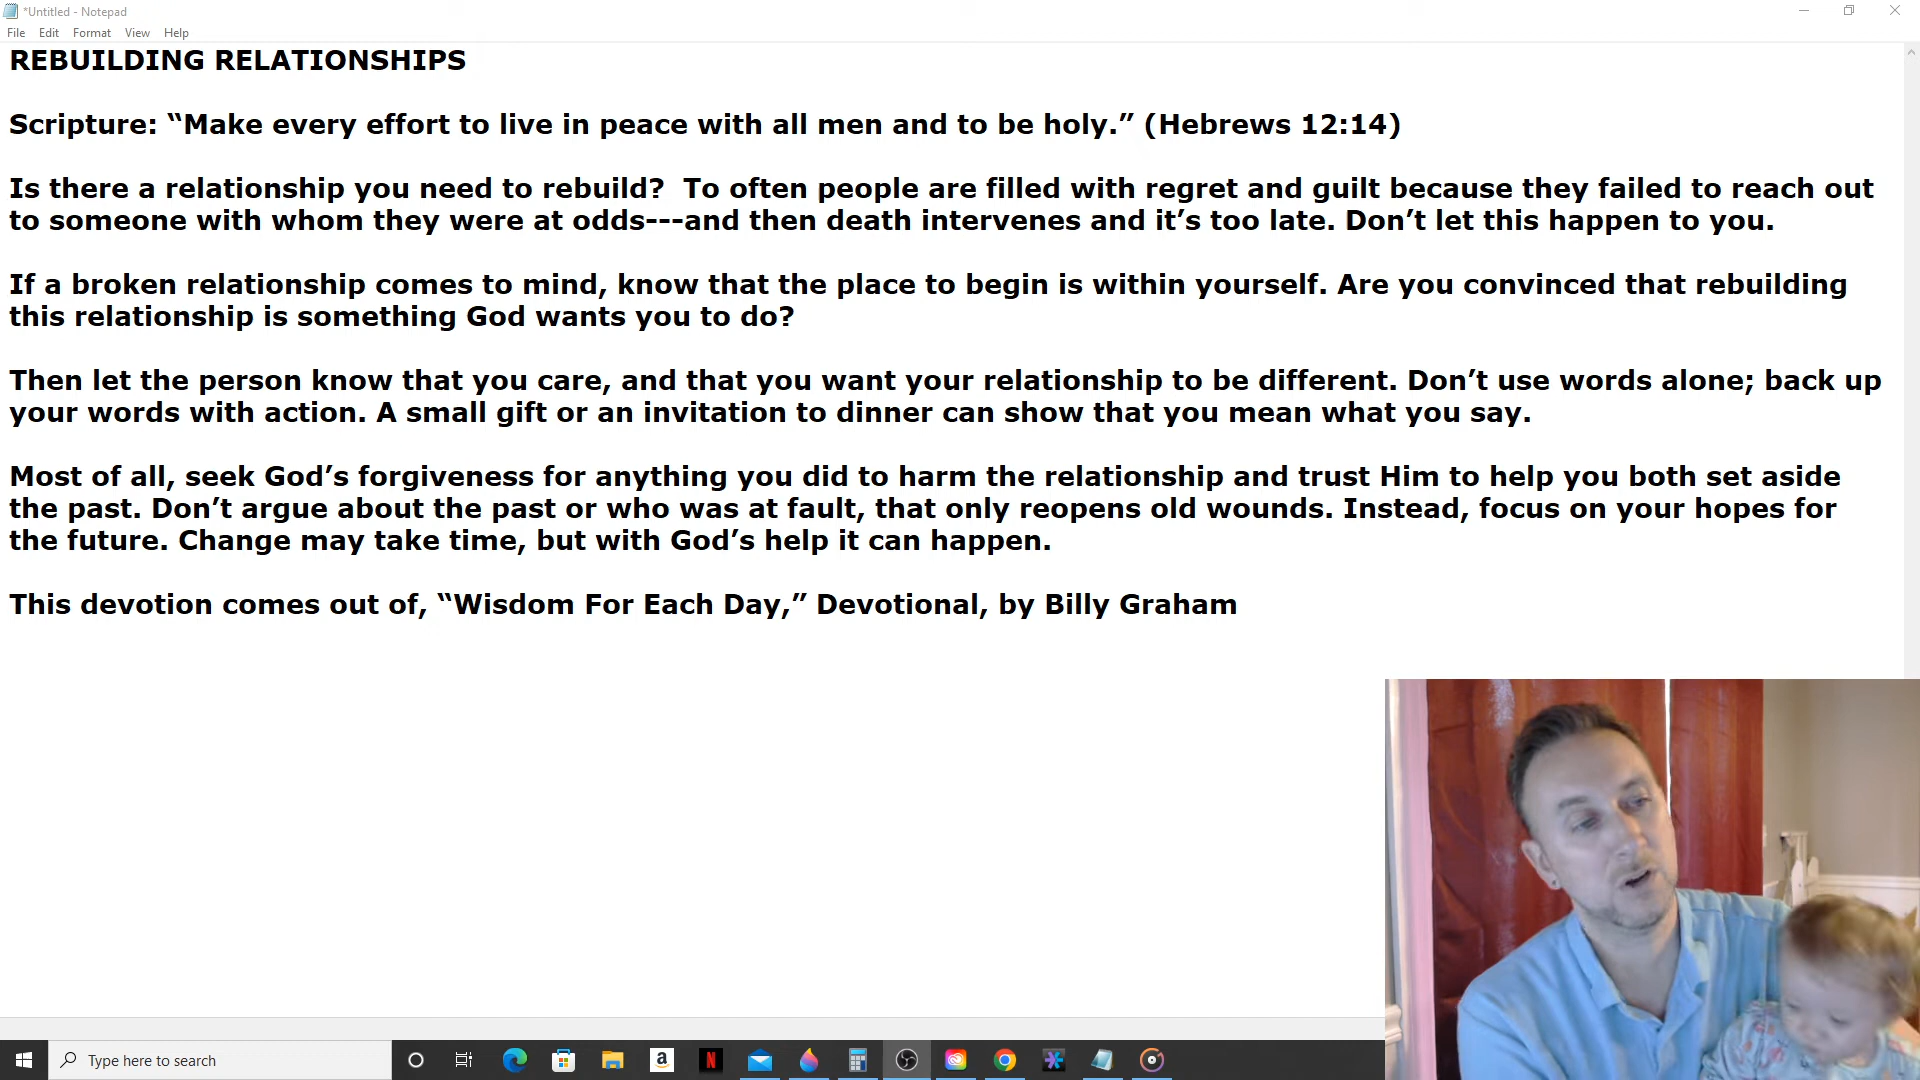 *Untitled - Notepad
File Edit Format View Help
REBUILDING RELATIONSHIPS
Scripture: “Make every effort to live in peace with all men and to be holy.” (Hebrews 12:14)
Is there a relationship you need to rebuild?  To often people are filled with regret and guilt because they failed to reach out
to someone with whom they were at odds---and then death intervenes and it’s too late. Don’t let this happen to you.
If a broken relationship comes to mind, know that the place to begin is within yourself. Are you convinced that rebuilding
this relationship is something God wants you to do?
Then let the person know that you care, and that you want your relationship to be different. Don’t use words alone; back up
your words with action. A small gift or an invitation to dinner can show that you mean what you say.
Most of all, seek God’s forgiveness for anything you did to harm the relationship and trust Him to help you both set aside
the past. Don’t argue about the past or who was at fault, that only reopens old wounds. Instead, focus on your hopes for
the future. Change may take time, but with God’s help it can happen.
This devotion comes out of, “Wisdom For Each Day,” Devotional, by Billy Graham
Type here to search